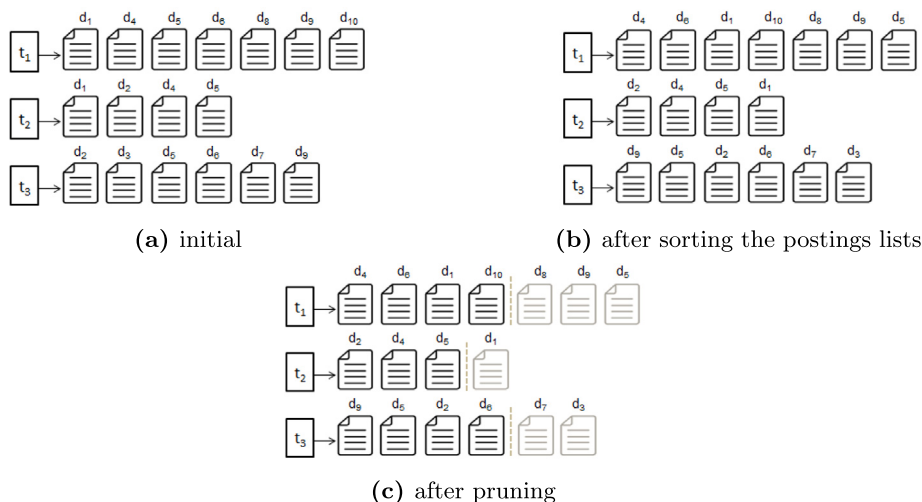 d₁ d₄ d₅ d₆ d₈ d₉ d₁₀
t₁
d₁ d₂ d₄ d₅
t₂
d₂ d₃ d₅ d₆ d₇ d₉
t₃
(a) initial
d₄ d₆ d₁ d₁₀ d₈ d₉ d₅
t₁
d₂ d₄ d₅ d₁
t₂
d₉ d₅ d₂ d₆ d₇ d₃
t₃
(b) after sorting the postings lists
d₄ d₆ d₁ d₁₀ d₈ d₉ d₅
t₁
d₂ d₄ d₅ d₁
t₂
d₉ d₅ d₂ d₆ d₇ d₃
t₃
(c) after pruning